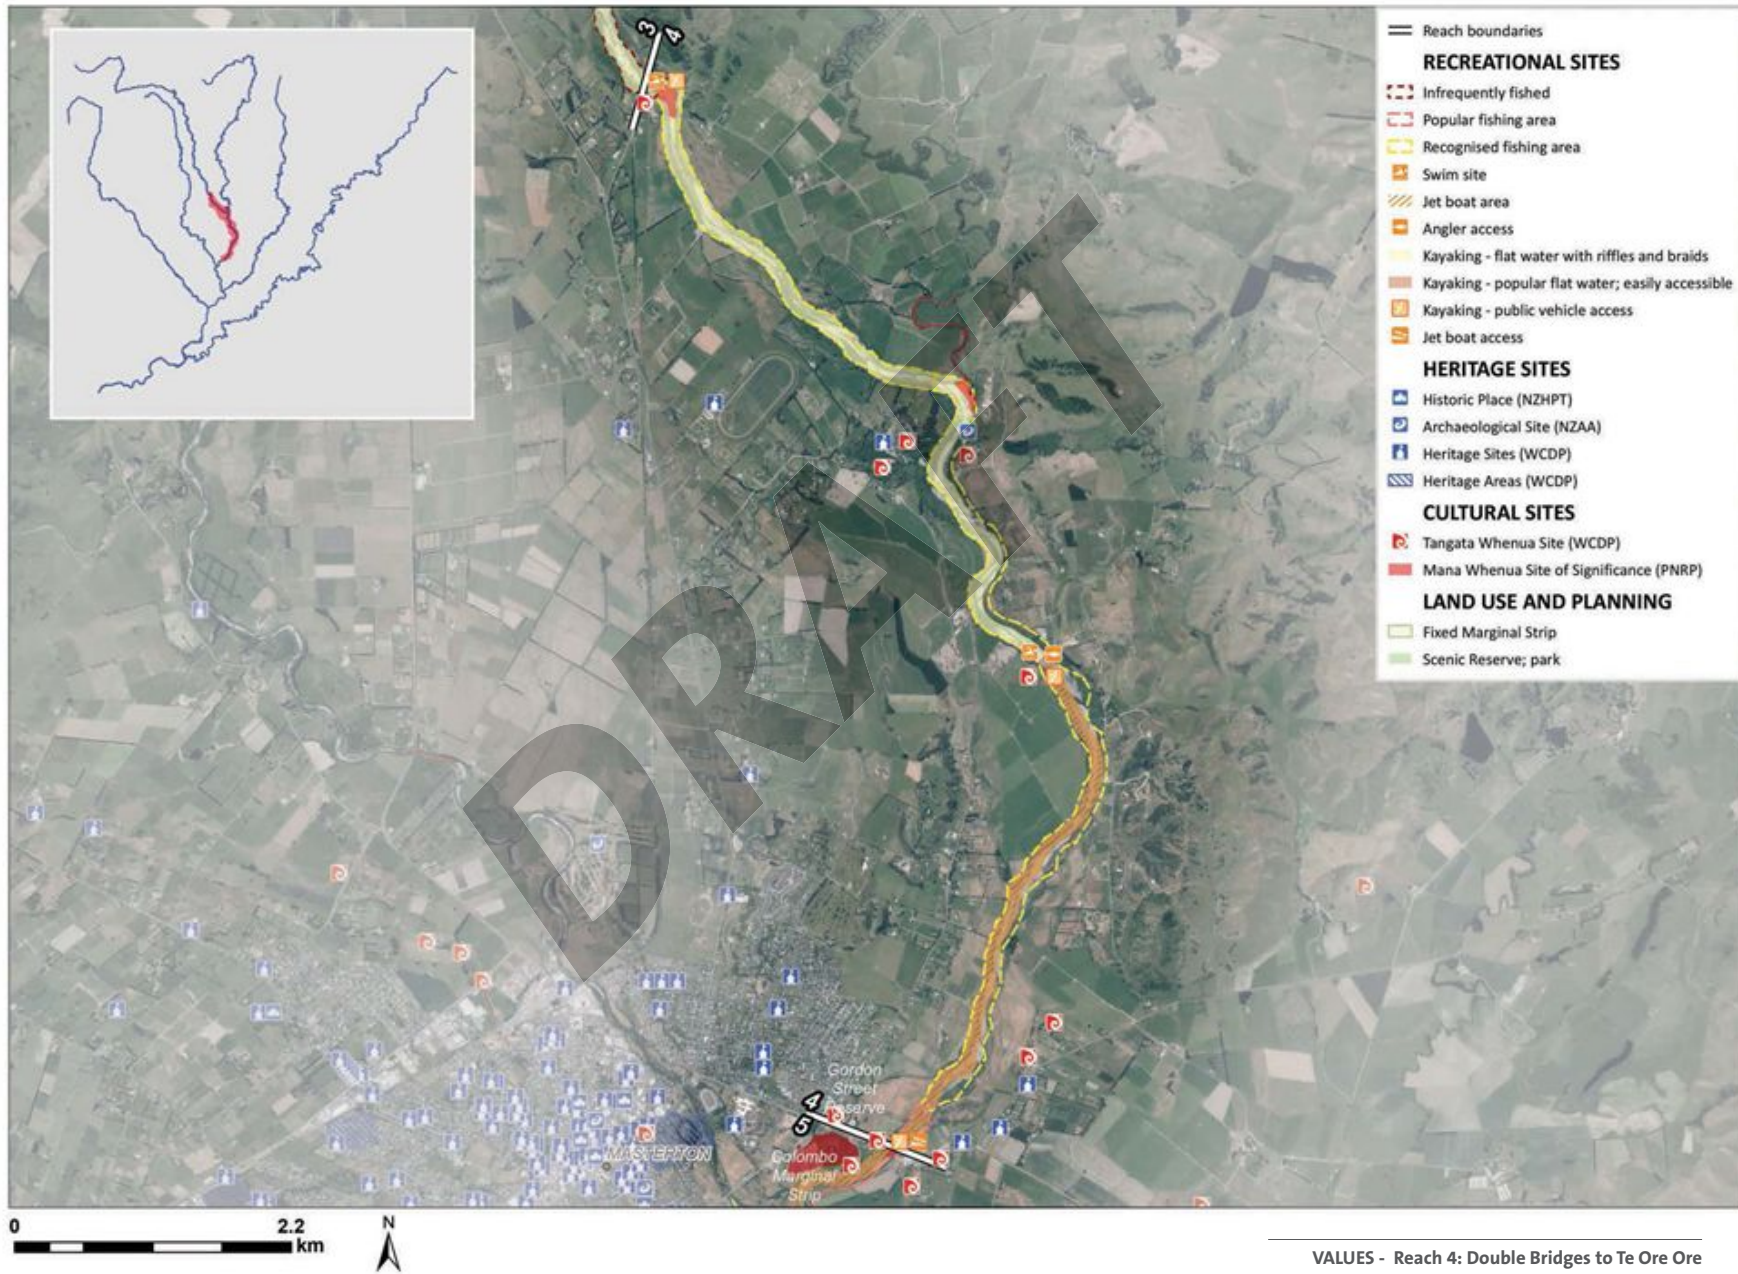 3 4
Reach boundaries
RECREATIONAL SITES
Infrequently fished
Popular fishing area
Recognised fishing area
Swim site
Jet boat area
Angler access
Kayaking - flat water with riffles and braids
Kayaking - popular flat water; easily accessible
Kayaking - public vehicle access
Jet boat access
HERITAGE SITES
Historic Place (NZHPT)
Archaeological Site (NZAA)
Heritage Sites (WCDP)
Heritage Areas (WCDP)
CULTURAL SITES
Tangata Whenua Site (WCDP)
Mana Whenua Site of Significance (PNRP)
LAND USE AND PLANNING
Fixed Marginal Strip
Scenic Reserve; park
DRAFT
Gordon
Street
Reserve
4
5
MASTERTON
Colombo
Marginal
Strip
0 2.2
km
N
VALUES - Reach 4: Double Bridges to Te Ore Ore